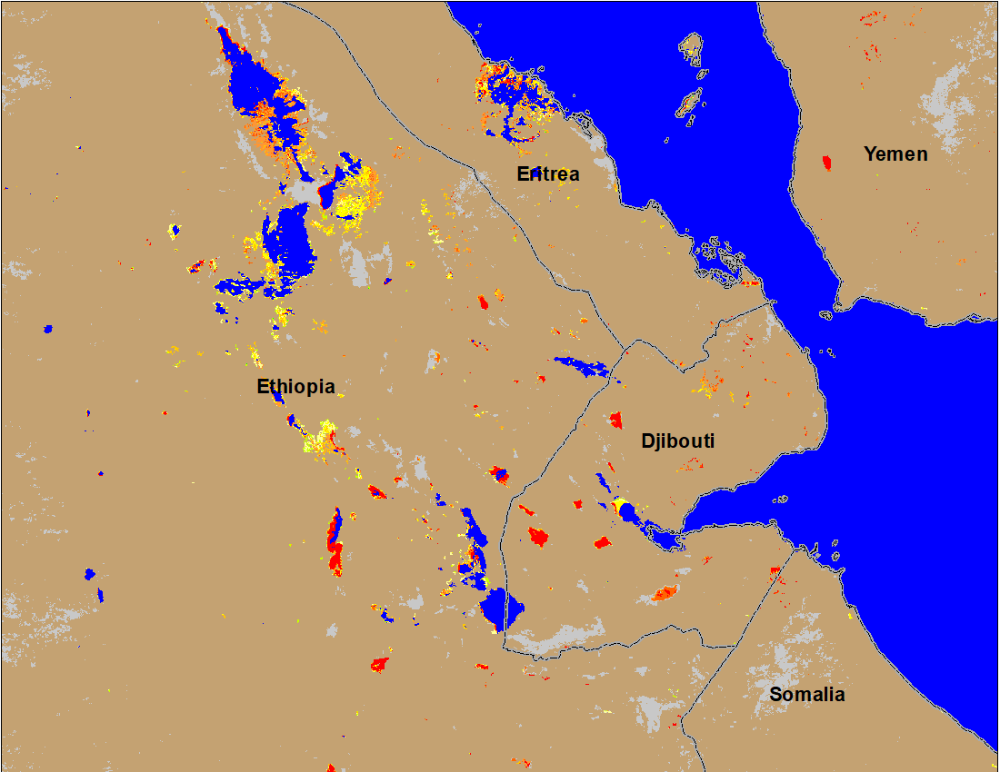 Yemen
Eritrea
Ethiopia
Djibouti
Somalia